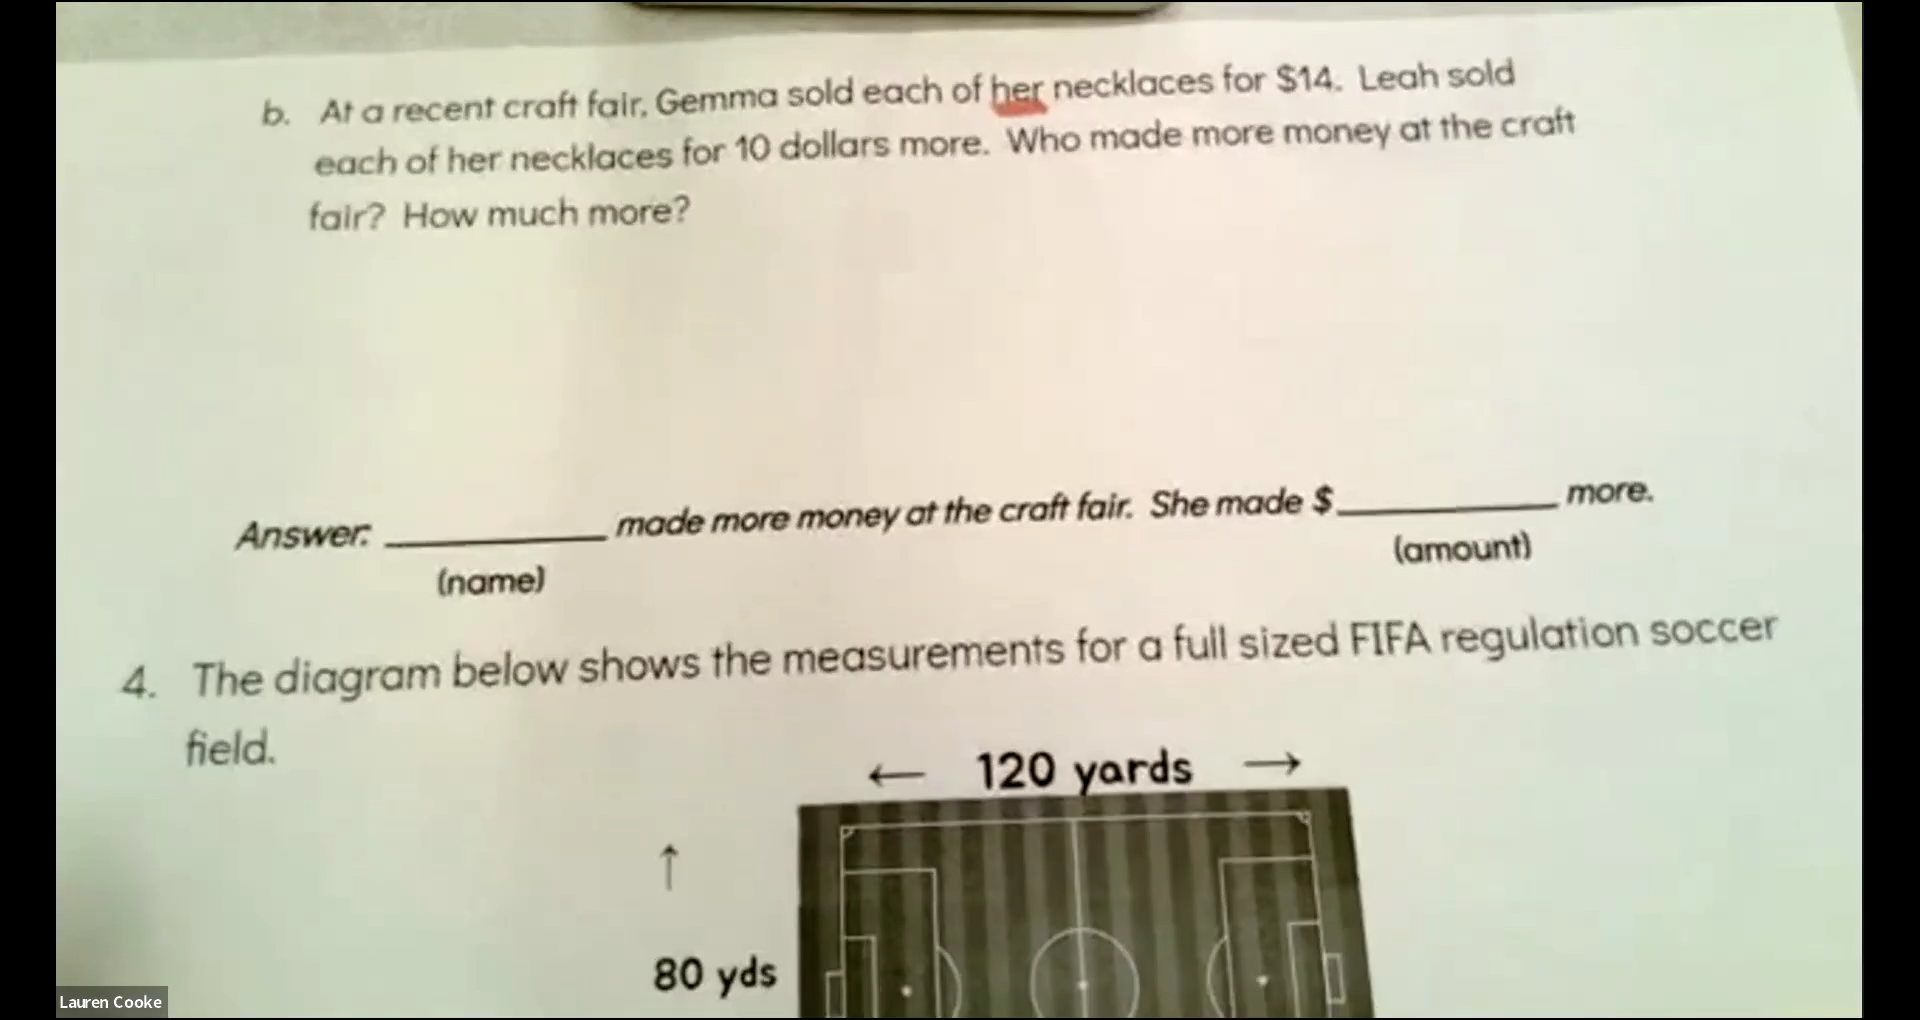 b. At a recent craft fair, Gemma sold each of her necklaces for $14. Leah sold
each of her necklaces for 10 dollars more. Who made more money at the craft
fair? How much more?
Answer: __________ made more money at the craft fair. She made $__________ more.
(name) (amount)
4. The diagram below shows the measurements for a full sized FIFA regulation soccer
field.
← 120 yards →
↑
80 yds
Lauren Cooke